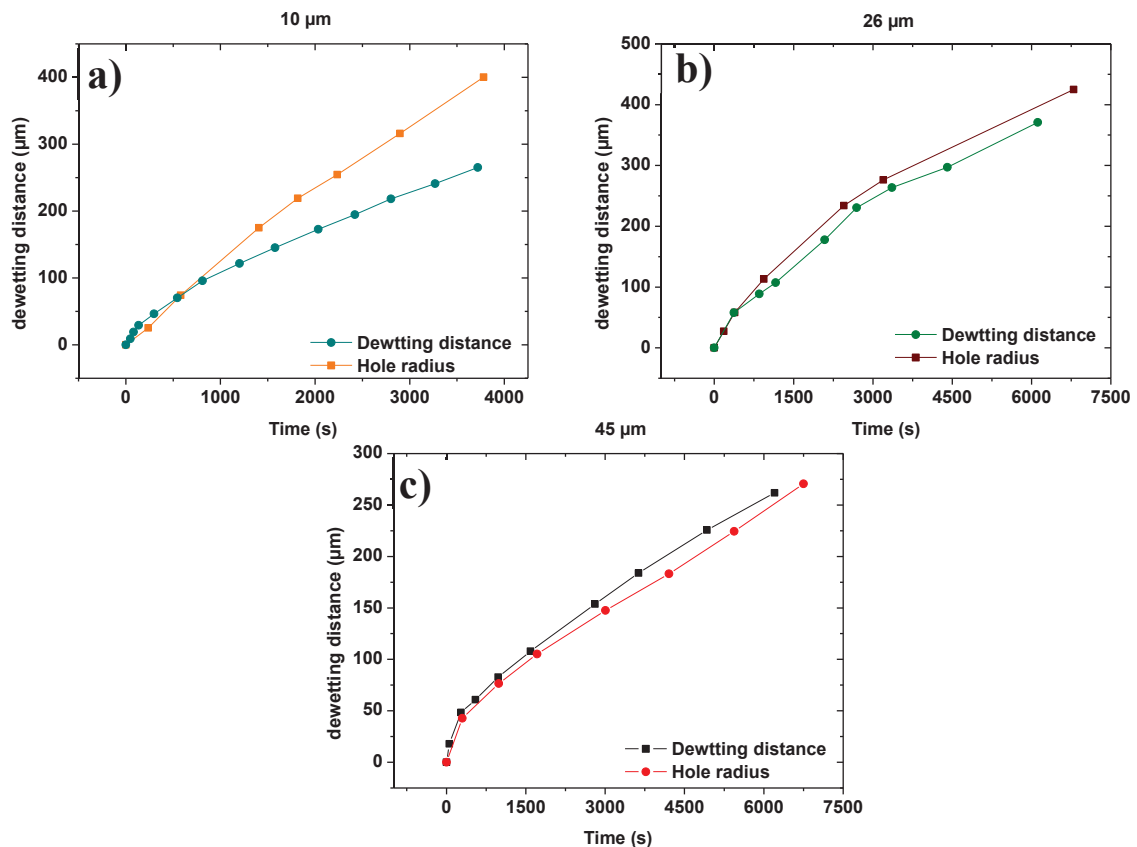 10 µm
a)
400
300
200
100
0
dewetting distance (µm)
Dewtting distance
Hole radius
0 1000 2000 3000 4000
Time (s)
26 µm
b)
500
400
300
200
100
0
dewetting distance (µm)
Dewtting distance
Hole radius
0 1500 3000 4500 6000 7500
Time (s)
45 µm
c)
300
250
200
150
100
50
0
dewetting distance (µm)
Dewtting distance
Hole radius
0 1500 3000 4500 6000 7500
Time (s)